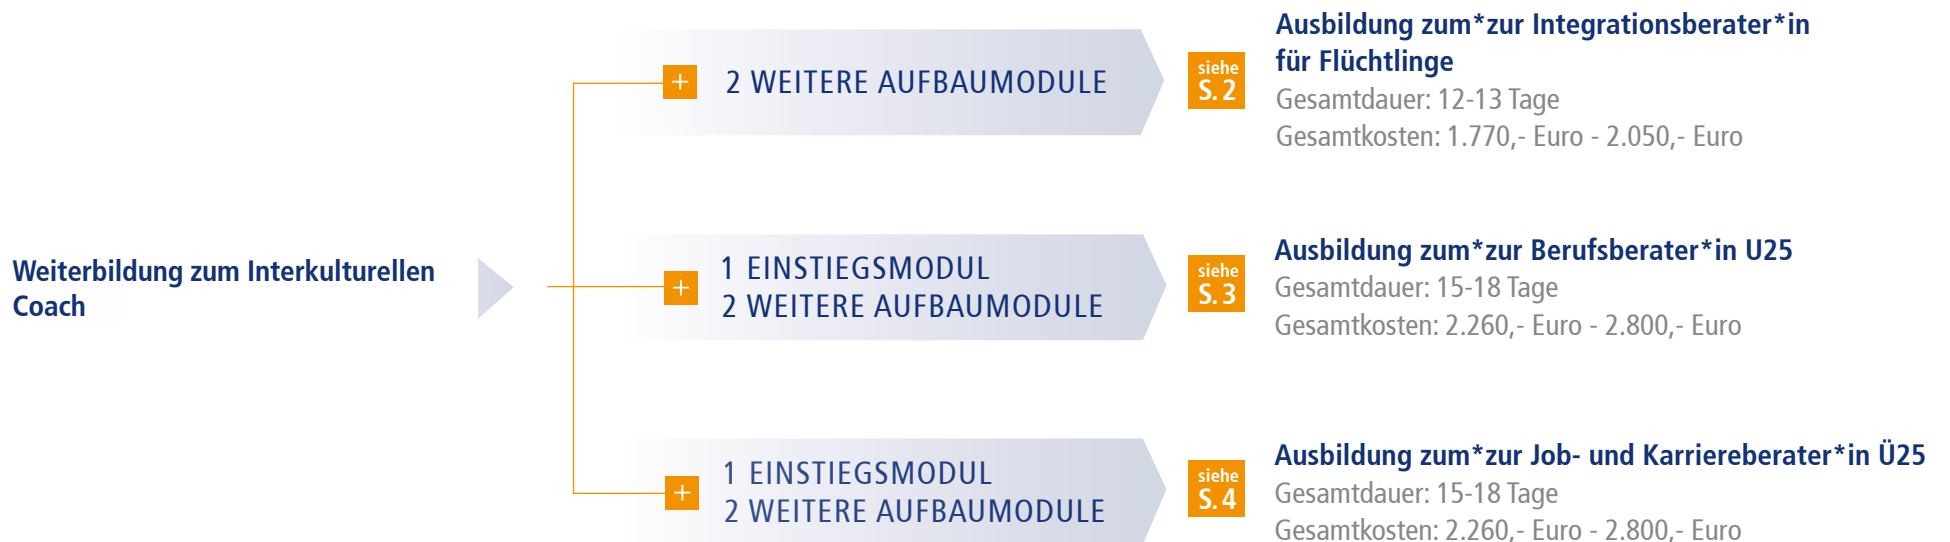 Weiterbildung zum Interkulturellen
Coach
+
2 WEITERE AUFBAUMODULE
siehe
S. 2
Ausbildung zum*zur Integrationsberater*in
für Flüchtlinge
Gesamtdauer: 12-13 Tage
Gesamtkosten: 1.770,- Euro - 2.050,- Euro
+
1 EINSTIEGSMODUL
2 WEITERE AUFBAUMODULE
siehe
S. 3
Ausbildung zum*zur Berufsberater*in U25
Gesamtdauer: 15-18 Tage
Gesamtkosten: 2.260,- Euro - 2.800,- Euro
+
1 EINSTIEGSMODUL
2 WEITERE AUFBAUMODULE
siehe
S. 4
Ausbildung zum*zur Job- und Karriereberater*in Ü25
Gesamtdauer: 15-18 Tage
Gesamtkosten: 2.260,- Euro - 2.800,- Euro